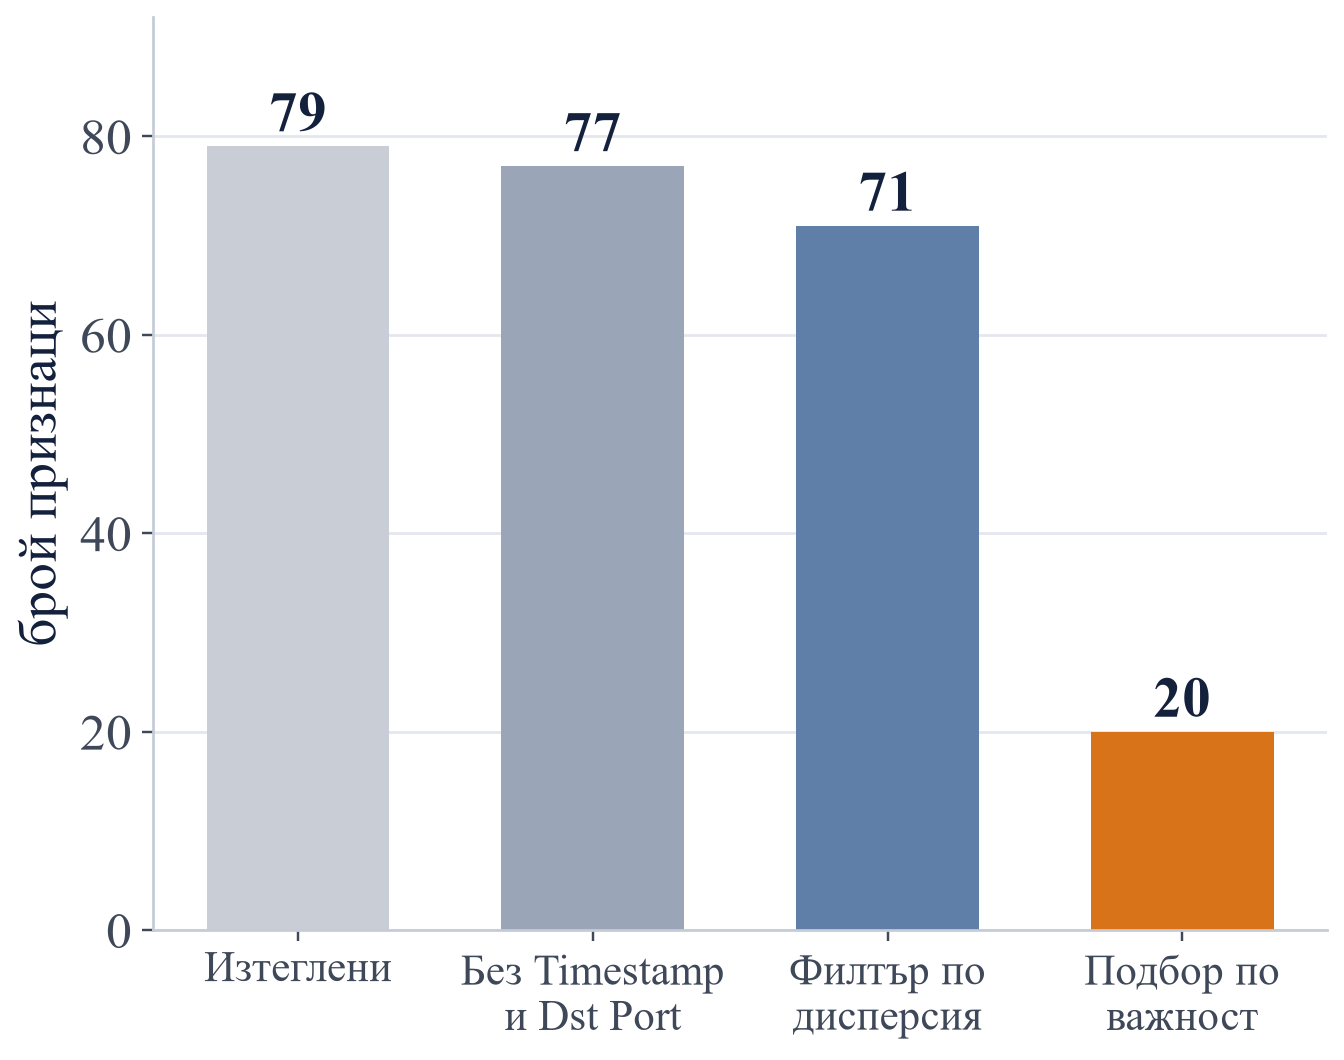 79
77
71
20
80
60
40
20
0
брой признаци
Изтеглени
Без Timestamp
и Dst Port
Филтър по
дисперсия
Подбор по
важност